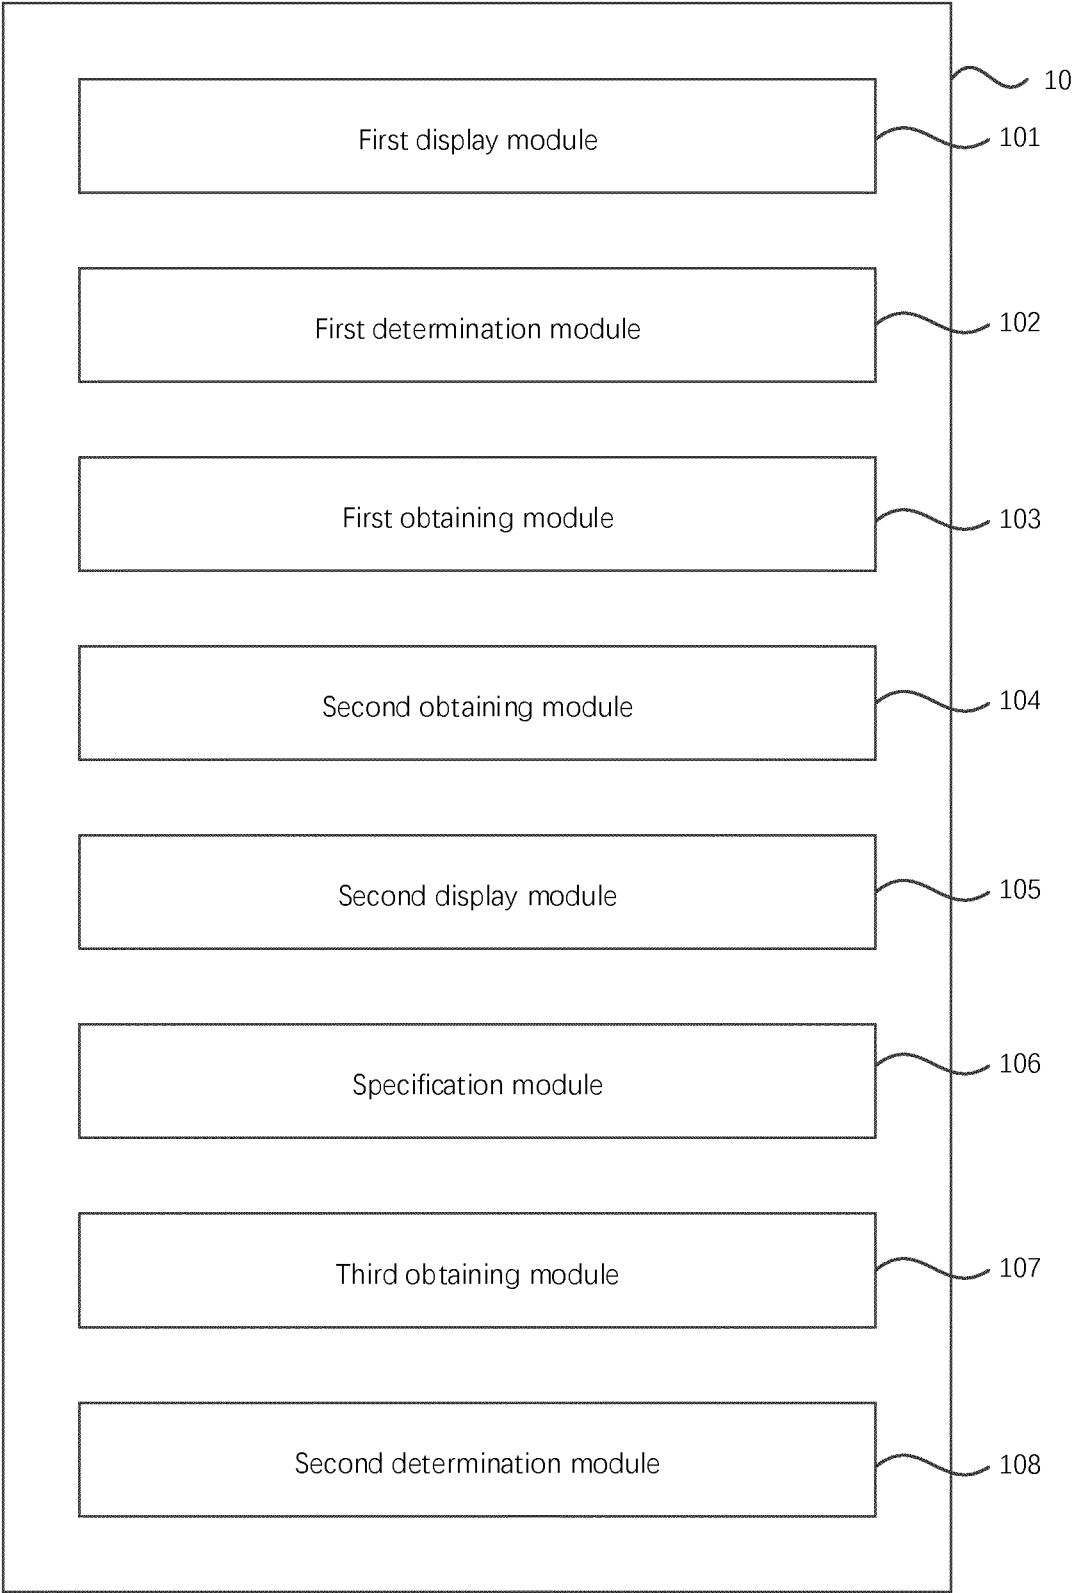 10
First display module
101
First determination module
102
First obtaining module
103
Second obtaining module
104
Second display module
105
Specification module
106
Third obtaining module
107
Second determination module
108